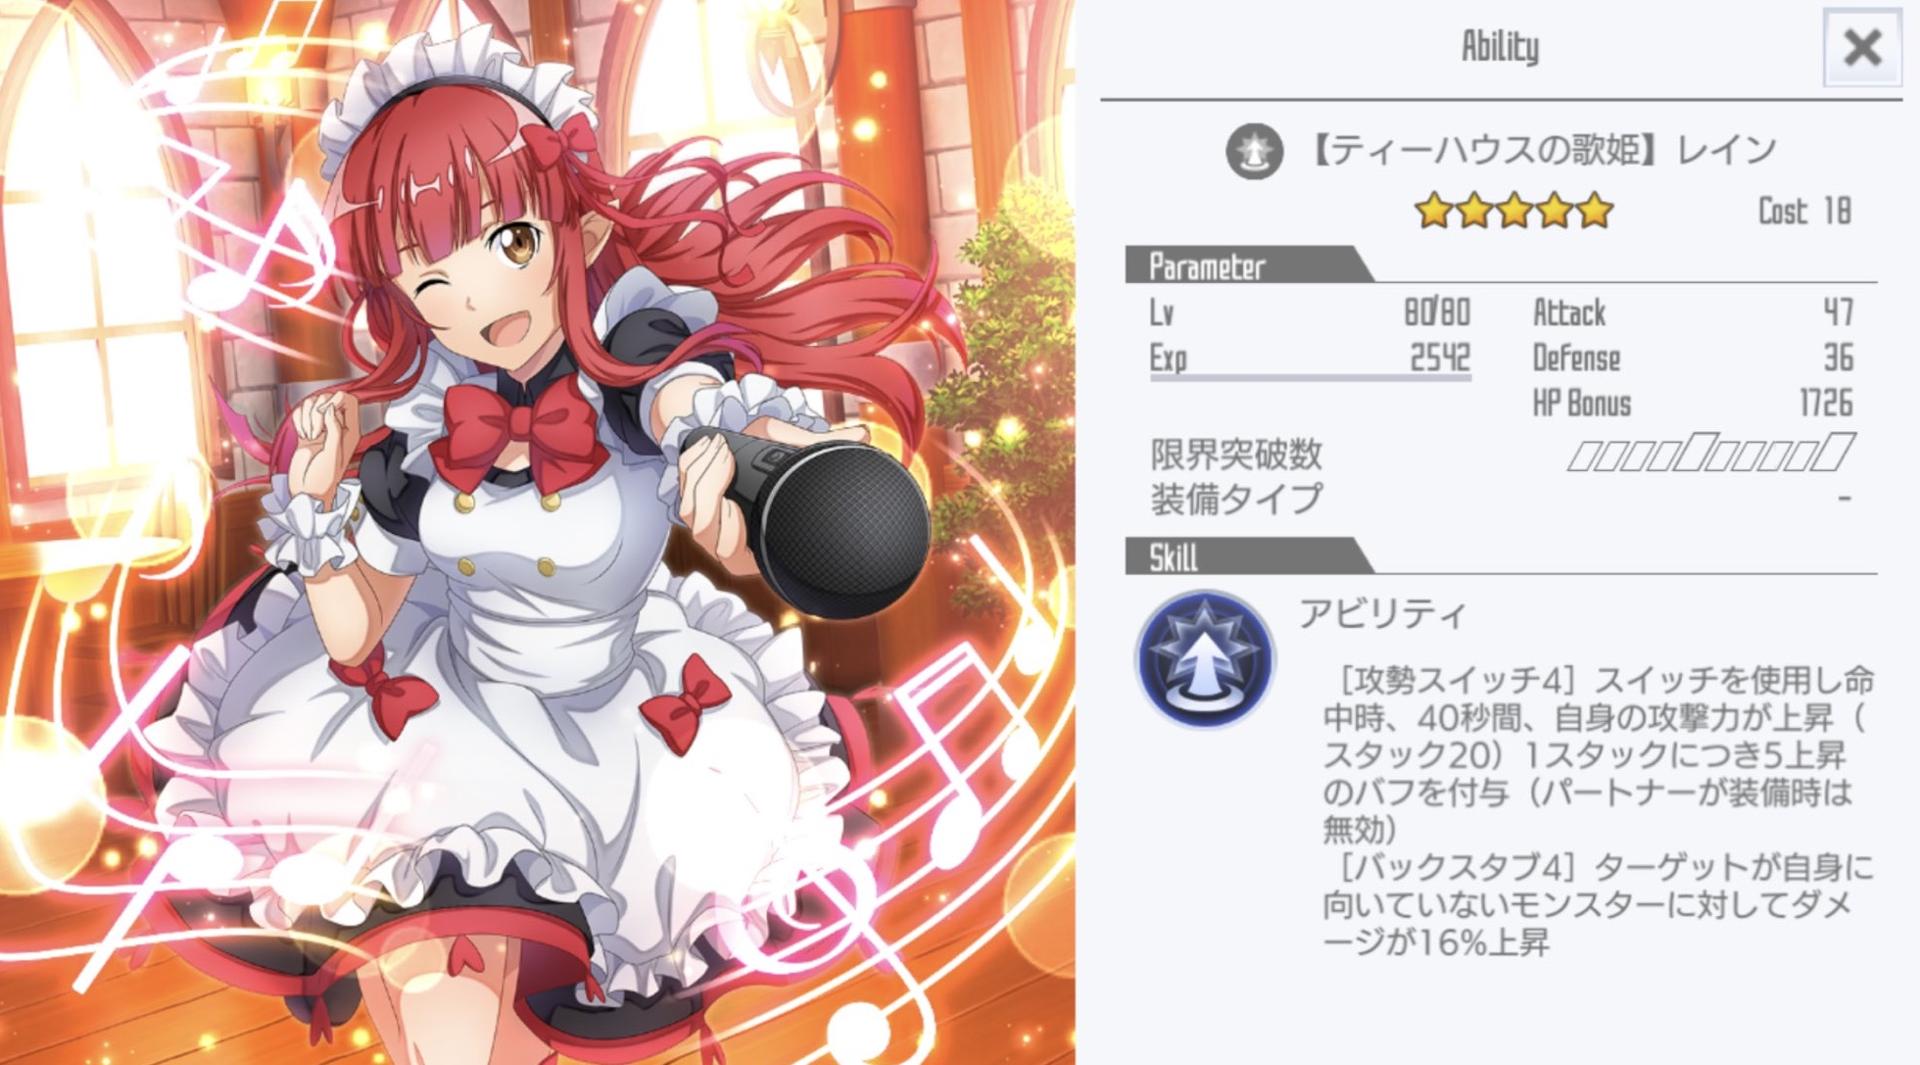 Ability
【ティーハウスの歌姫】レイン
Cost 18
Parameter
Lv 80/80
Attack 47
Exp 2542
Defense 36
HP Bonus 1726
限界突破数
装備タイプ -
Skill
アビリティ
［攻勢スイッチ4］スイッチを使用し命
中時、40秒間、自身の攻撃力が上昇（
スタック20）1スタックにつき5上昇
のバフを付与（パートナーが装備時は
無効）
［バックスタブ4］ターゲットが自身に
向いていないモンスターに対してダメ
ージが16%上昇